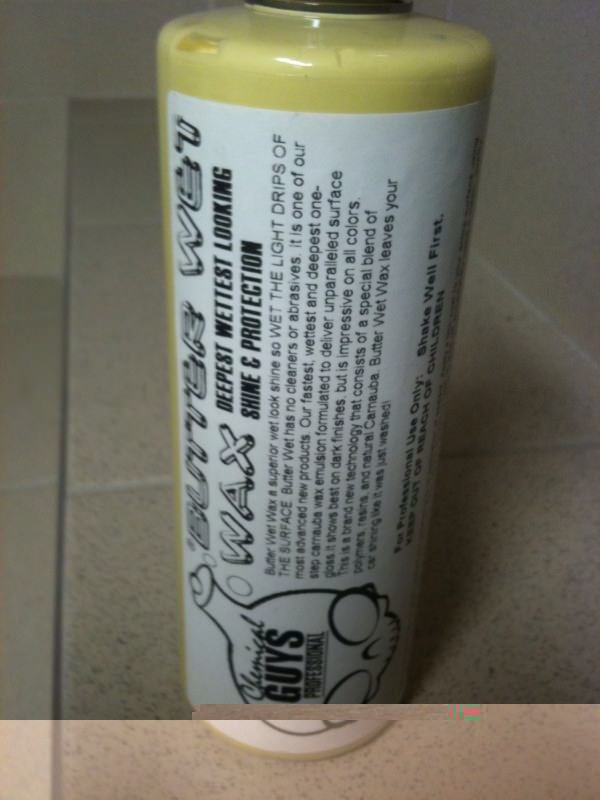 BUTTER WET
WAX DEEPEST WETTEST LOOKING
SHINE & PROTECTION
Butter Wet Wax a superior wet look shine so WET THE LIGHT DRIPS OF
THE SURFACE. Butter Wet has no cleaners or abrasives. It is one of our
most advanced new products. Our fastest, wettest and deepest one-
step carnauba wax emulsion formulated to deliver unparalleled surface
gloss.it shows best on dark finishes, but is impressive on all colors.
This is a brand new technology that consists of a special blend of
polymers, resins, and natural Carnauba. Butter Wet Wax leaves your
car shining like it was just washed!
For Professional Use Only: Shake Well First.
KEEP OUT OF REACH OF CHILDREN
Chemical
GUYS
PROFESSIONAL